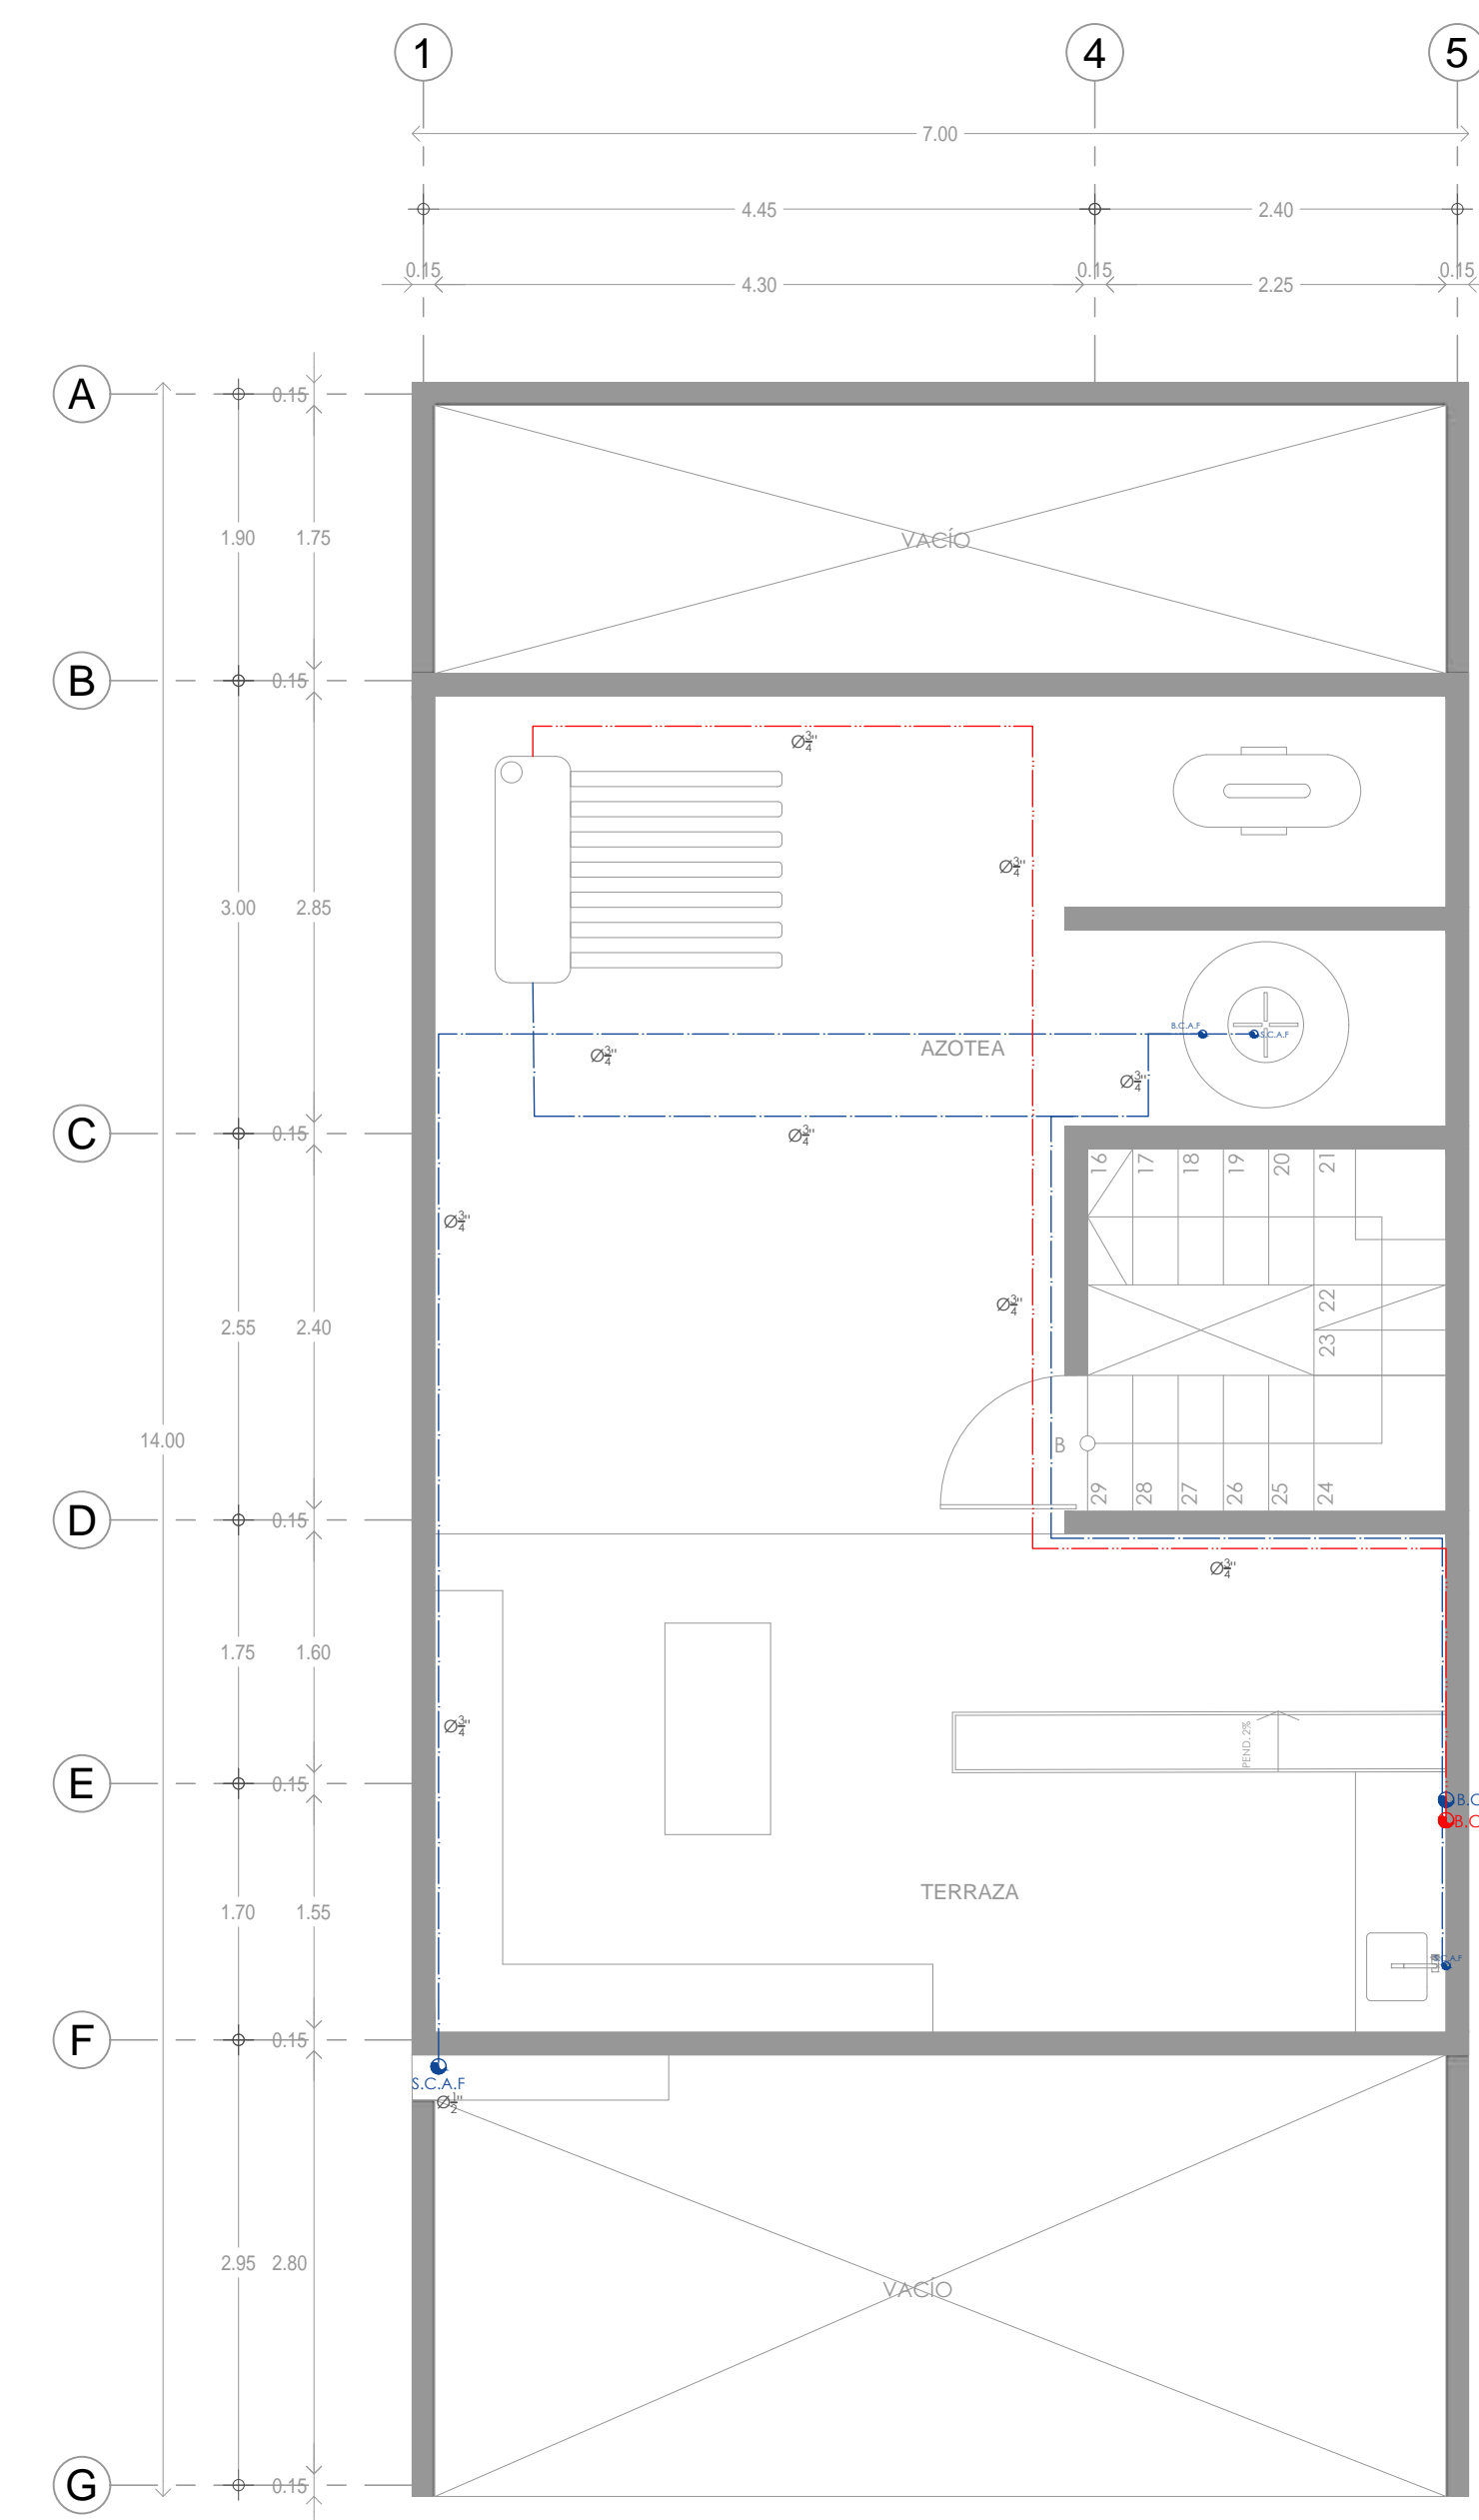 1 4 5
7.00
4.45 2.40
0.15 4.30 0.15 2.25 0.15
A 0.15
1.90 1.75
VACÍO
B 0.15
Ø3/4"
Ø3/4"
3.00 2.85
B.C.A.F S.C.A.F
AZOTEA
Ø3/4"
Ø3/4"
Ø3/4"
C 0.15
16 17 18 19 20 21
Ø3/4"
Ø3/4"
22
2.55 2.40
23
14.00
B
29 28 27 26 25 24
D 0.15
Ø3/4"
1.75 1.60
Ø3/4"
PEND. 2%
E 0.15
B.C
B.C
TERRAZA
1.70 1.55
S.C.A.F
F 0.15
S.C.A.F
Ø1/2"
2.95 2.80
VACÍO
G 0.15